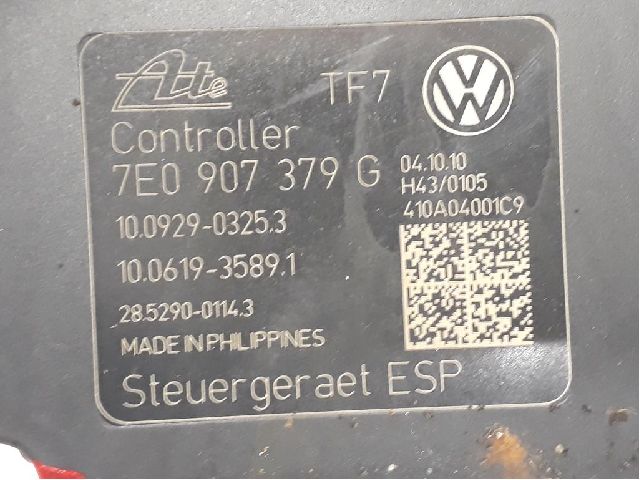 Ate TF7
Controller
7E0 907 379 G
04.10.10
H43/0105
410A04001C9
10.0929-0325.3
10.0619-3589.1
28.5290-0114.3
MADE IN PHILIPPINES
Steuergeraet ESP